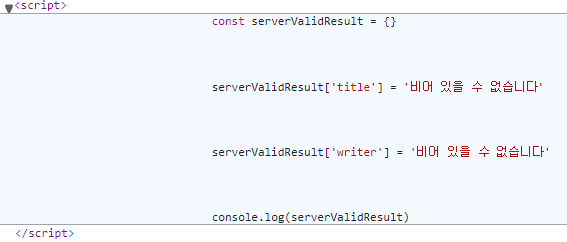 <script>
const serverValidResult = {}
serverValidResult['title'] = '비어 있을 수 없습니다'
serverValidResult['writer'] = '비어 있을 수 없습니다'
console.log(serverValidResult)
</script>